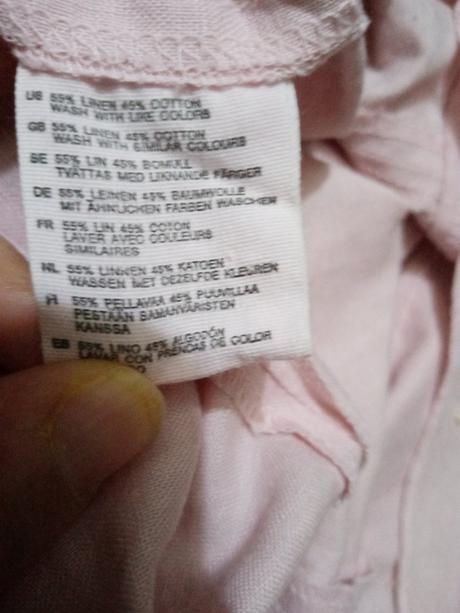 US 55% LINEN 45% COTTON
WASH WITH LIKE COLORS
GB 55% LINEN 45% COTTON
WASH WITH SIMILAR COLOURS
SE 55% LIN 45% BOMULL
TVÄTTAS MED LIKNANDE FÄRGER
DE 55% LEINEN 45% BAUMWOLLE
MIT ÄHNLICHEN FARBEN WASCHEN
FR 55% LIN 45% COTON
LAVER AVEC COULEURS
SIMILAIRES
NL 55% LINNEN 45% KATOEN
WASSEN MET DEZELFDE KLEUREN
FI 55% PELLAVAA 45% PUUVILLAA
PESTÄÄN SAMANVÄRISTEN
KANSSA
ES 55% LINO 45% ALGODÓN
LAVAR CON PRENDAS DE COLOR